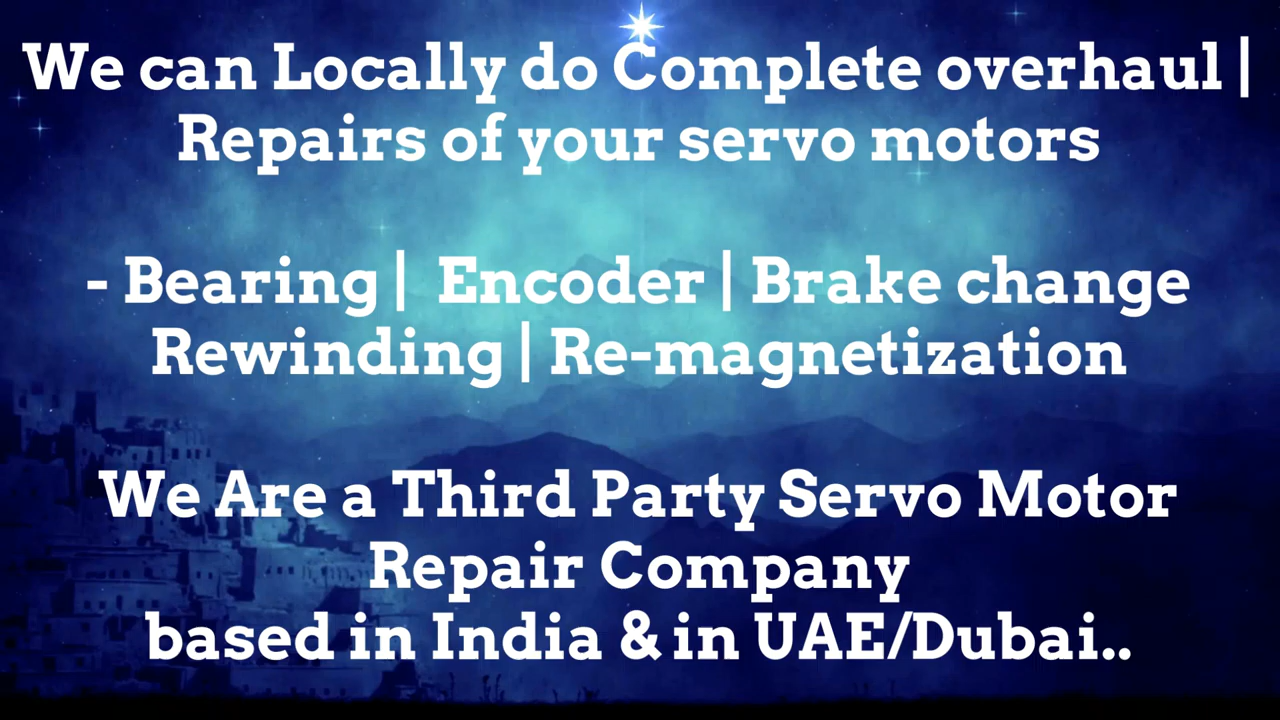 We can Locally do Complete overhaul |
Repairs of your servo motors
- Bearing | Encoder | Brake change
Rewinding | Re-magnetization
We Are a Third Party Servo Motor
Repair Company
based in India & in UAE/Dubai..